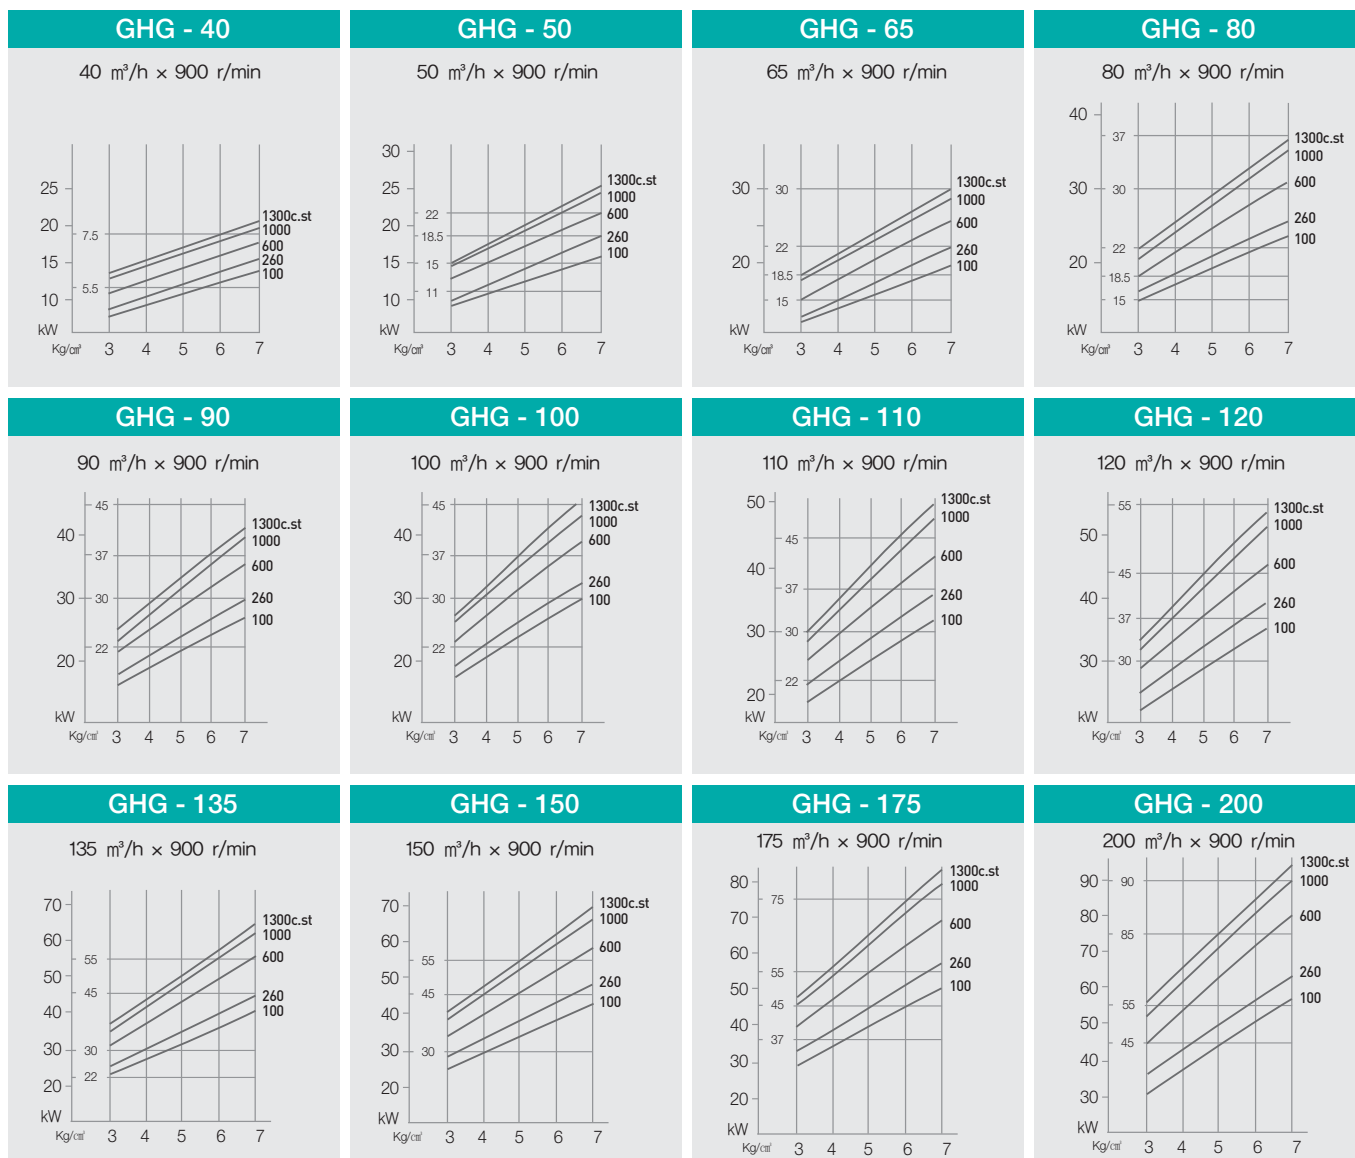 GHG - 40
40 ㎥/h × 900 r/min
25
20
15
10
7.5
5.5
1300c.st
1000
600
260
100
kW
Kg/㎠ 3 4 5 6 7
GHG - 50
50 ㎥/h × 900 r/min
30
25
20
15
10
22
18.5
15
11
1300c.st
1000
600
260
100
kW
Kg/㎠ 3 4 5 6 7
GHG - 65
65 ㎥/h × 900 r/min
30
20
30
22
18.5
15
1300c.st
1000
600
260
100
kW
Kg/㎠ 3 4 5 6 7
GHG - 80
80 ㎥/h × 900 r/min
40
30
20
37
30
22
18.5
15
1300c.st
1000
600
260
100
kW
Kg/㎠ 3 4 5 6 7
GHG - 90
90 ㎥/h × 900 r/min
40
30
20
45
37
30
22
1300c.st
1000
600
260
100
kW
Kg/㎠ 3 4 5 6 7
GHG - 100
100 ㎥/h × 900 r/min
40
30
20
45
37
30
22
1300c.st
1000
600
260
100
kW
Kg/㎠ 3 4 5 6 7
GHG - 110
110 ㎥/h × 900 r/min
50
40
30
20
45
37
30
22
1300c.st
1000
600
260
100
kW
Kg/㎠ 3 4 5 6 7
GHG - 120
120 ㎥/h × 900 r/min
50
40
30
55
45
37
30
1300c.st
1000
600
260
100
kW
Kg/㎠ 3 4 5 6 7
GHG - 135
135 ㎥/h × 900 r/min
70
60
50
40
30
20
55
45
30
22
1300c.st
1000
600
260
100
kW
Kg/㎠ 3 4 5 6 7
GHG - 150
150 ㎥/h × 900 r/min
70
60
50
40
30
20
55
45
30
1300c.st
1000
600
260
100
kW
Kg/㎠ 3 4 5 6 7
GHG - 175
175 ㎥/h × 900 r/min
80
70
60
50
40
30
20
75
55
45
37
1300c.st
1000
600
260
100
kW
Kg/㎠ 3 4 5 6 7
GHG - 200
200 ㎥/h × 900 r/min
90
80
70
60
50
40
30
90
85
55
45
1300c.st
1000
600
260
100
kW
Kg/㎠ 3 4 5 6 7